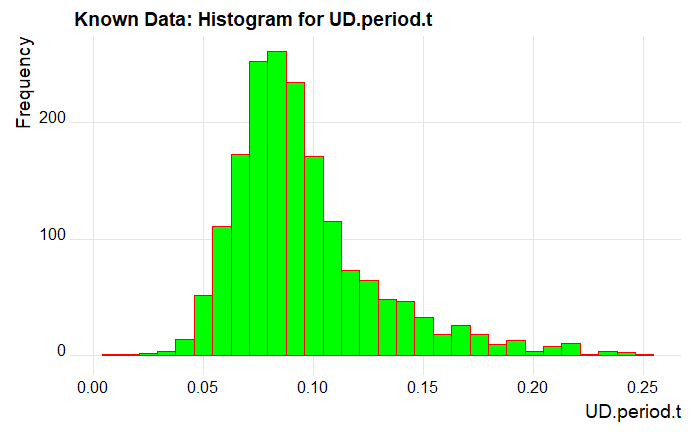 Known Data: Histogram for UD.period.t
Frequency
200
100
0
0.00 0.05 0.10 0.15 0.20 0.25
UD.period.t